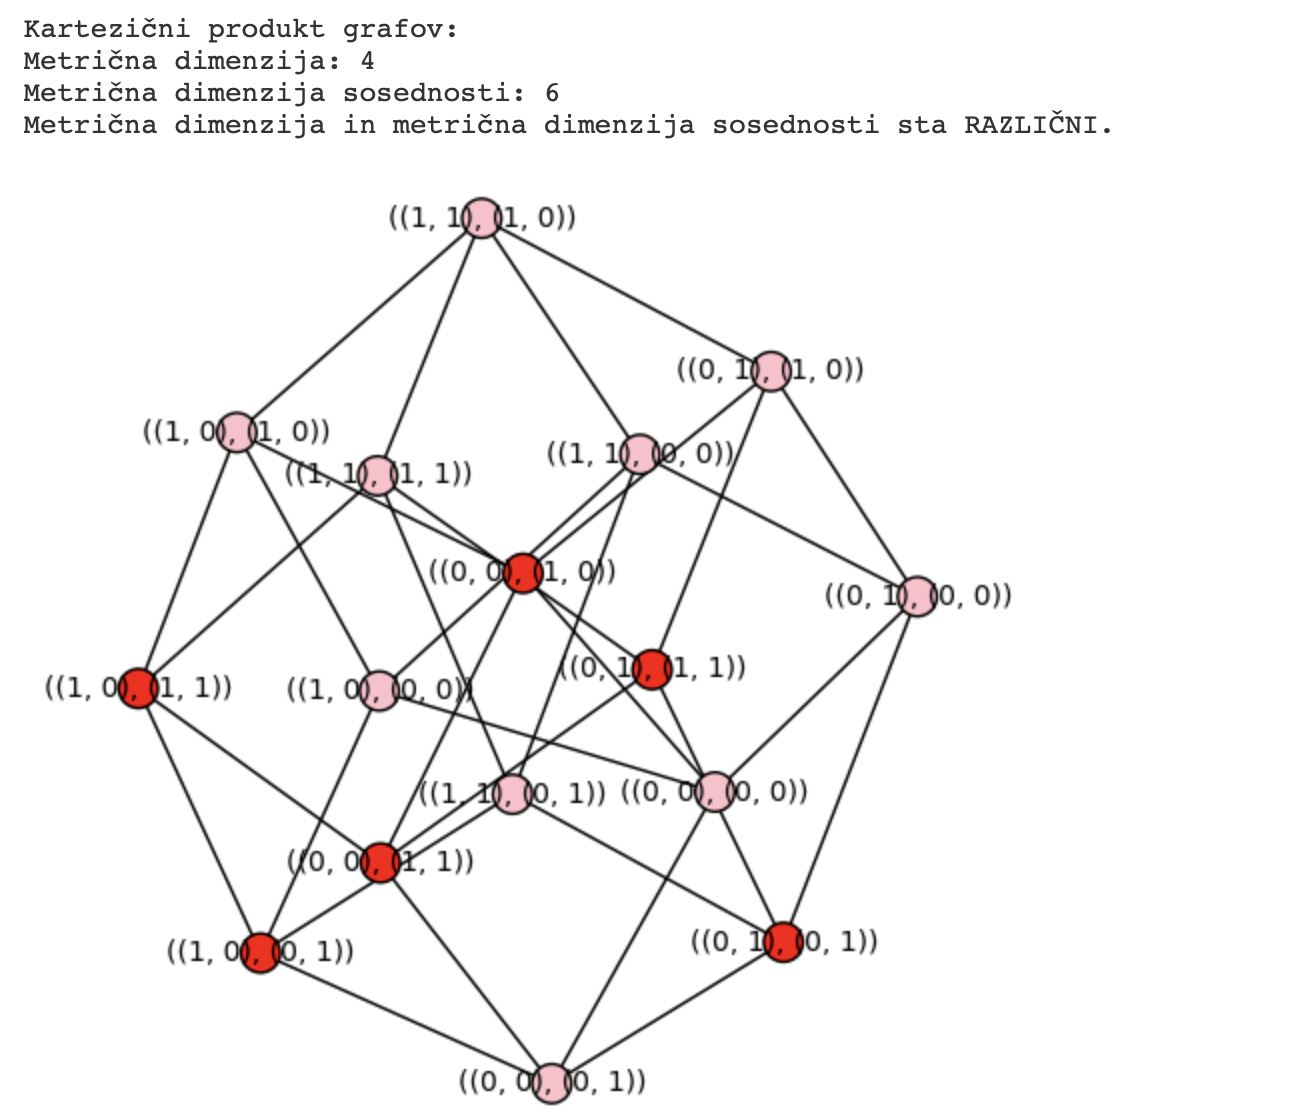 Kartezični produkt grafov:
Metrična dimenzija: 4
Metrična dimenzija sosednosti: 6
Metrična dimenzija in metrična dimenzija sosednosti sta RAZLIČNI.
((1, 1), (1, 0))
((0, 1), (1, 0))
((1, 0), (1, 0))
((1, 1), (0, 0))
((1, 1), (1, 1))
((0, 0), (1, 0))
((0, 1), (0, 0))
((0, 1), (1, 1))
((1, 0), (1, 1))
((1, 0), (0, 0))
((1, 1), (0, 1))
((0, 0), (0, 0))
((0, 0), (1, 1))
((0, 1), (0, 1))
((1, 0), (0, 1))
((0, 0), (0, 1))